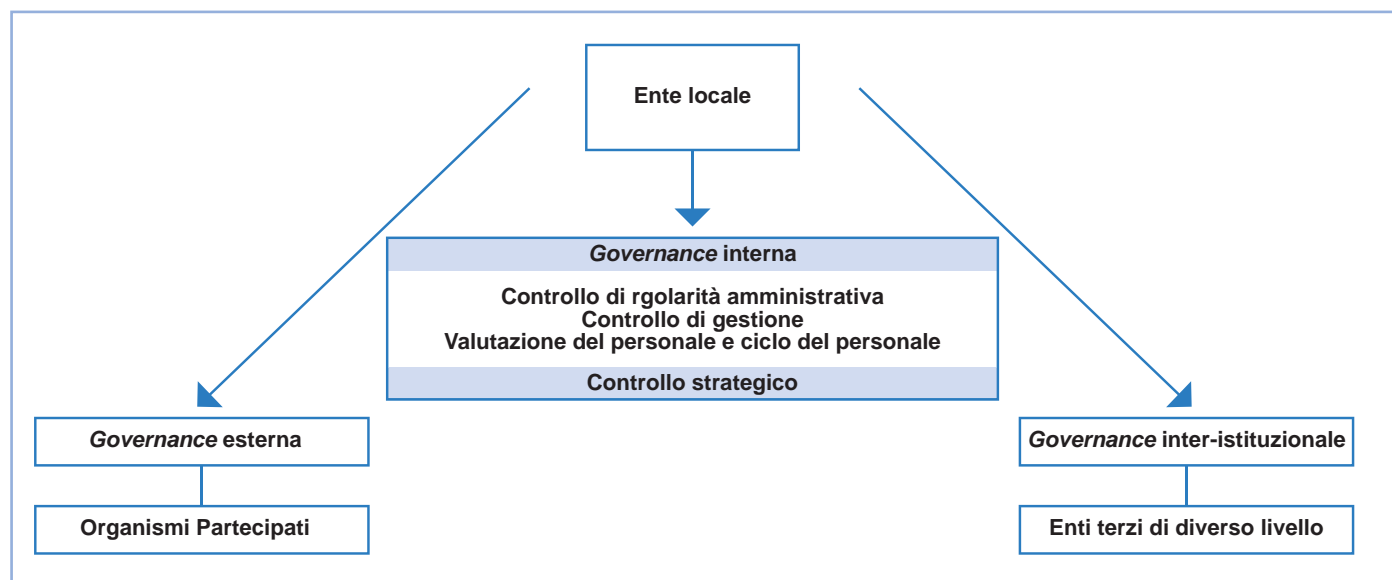 Ente locale
Governance interna
Controllo di rgolarità amministrativa
Controllo di gestione
Valutazione del personale e ciclo del personale
Controllo strategico
Governance esterna
Organismi Partecipati
Governance inter-istituzionale
Enti terzi di diverso livello